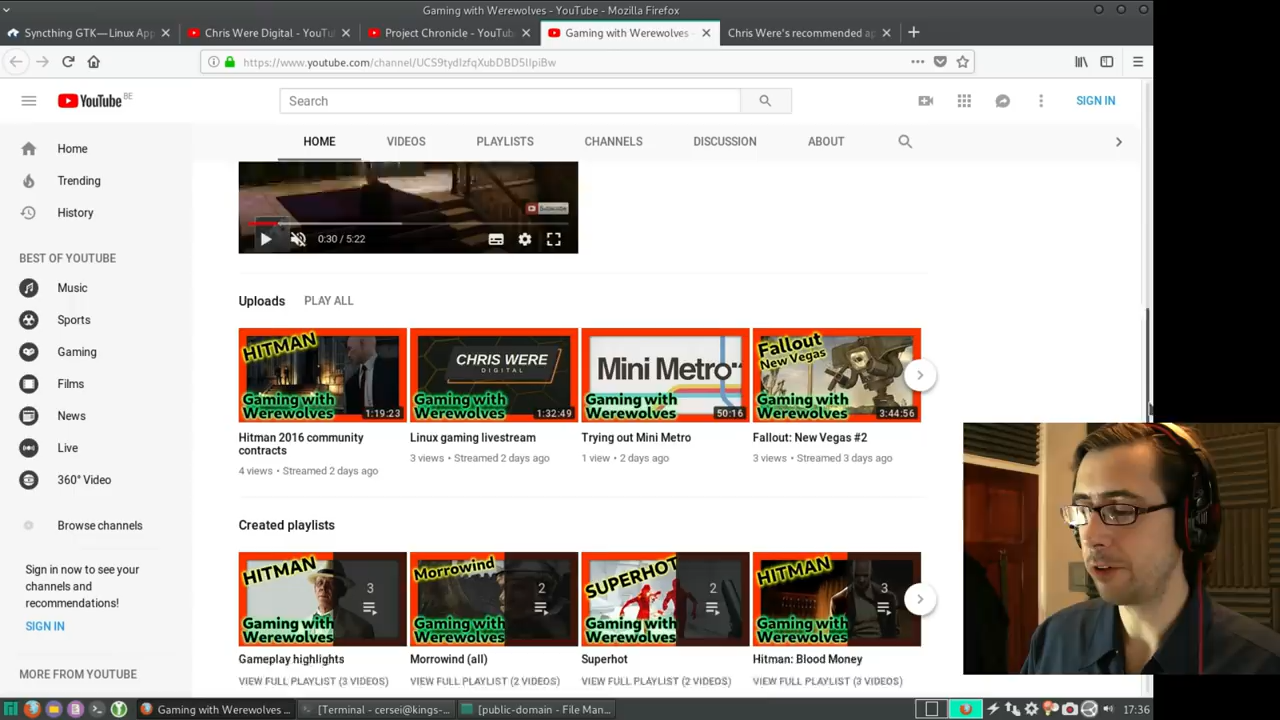 Gaming with Werewolves - YouTube - Mozilla Firefox
Syncthing GTK — Linux App
Chris Were Digital - YouTu
Project Chronicle - YouTube
Gaming with Werewolves -
Chris Were's recommended ap
https://www.youtube.com/channel/UCS9tydIzfqXubDBD5lIpiBw
YouTube BE
Search
SIGN IN
HOME
VIDEOS
PLAYLISTS
CHANNELS
DISCUSSION
ABOUT
Home
Trending
History
BEST OF YOUTUBE
Music
Sports
Gaming
Films
News
Live
360° Video
Browse channels
Sign in now to see your
channels and
recommendations!
SIGN IN
MORE FROM YOUTUBE
SUBSCRIBE
0:30 / 5:22
Uploads PLAY ALL
HITMAN
Gaming with
Werewolves
1:19:23
CHRIS WERE
DIGITAL
Gaming with
Werewolves
1:32:49
Mini Metro
Gaming with
Werewolves
50:16
Fallout
New Vegas
Gaming with
Werewolves
3:44:56
Hitman 2016 community
contracts
4 views • Streamed 2 days ago
Linux gaming livestream
3 views • Streamed 2 days ago
Trying out Mini Metro
1 view • 2 days ago
Fallout: New Vegas #2
3 views • Streamed 3 days ago
Created playlists
HITMAN
3
Gaming with
Werewolves
Morrowind
2
Gaming with
Werewolves
SUPERHOT
2
Gaming with
Werewolves
HITMAN
3
Gaming with
Werewolves
Gameplay highlights
VIEW FULL PLAYLIST (3 VIDEOS)
Morrowind (all)
VIEW FULL PLAYLIST (2 VIDEOS)
Superhot
VIEW FULL PLAYLIST (2 VIDEOS)
Hitman: Blood Money
VIEW FULL PLAYLIST (3 VIDEOS)
Gaming with Werewolves ...
[Terminal - cersei@kings-...
[public-domain - File Man...
17:36